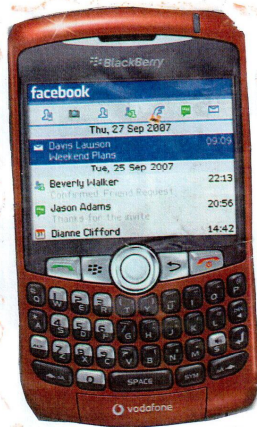 BlackBerry
facebook
Thu, 27 Sep 2007
Davis Lawson 09:09
Weekend Plans
Tue, 25 Sep 2007
Beverly Walker 22:13
Confirmed Friend Request
Jason Adams 20:56
Thanks for the invite
Dianne Clifford 14:42
Q W E R T Y U I O P
A S D F G H J K L
Z X C V B N M
SPACE SYM
vodafone